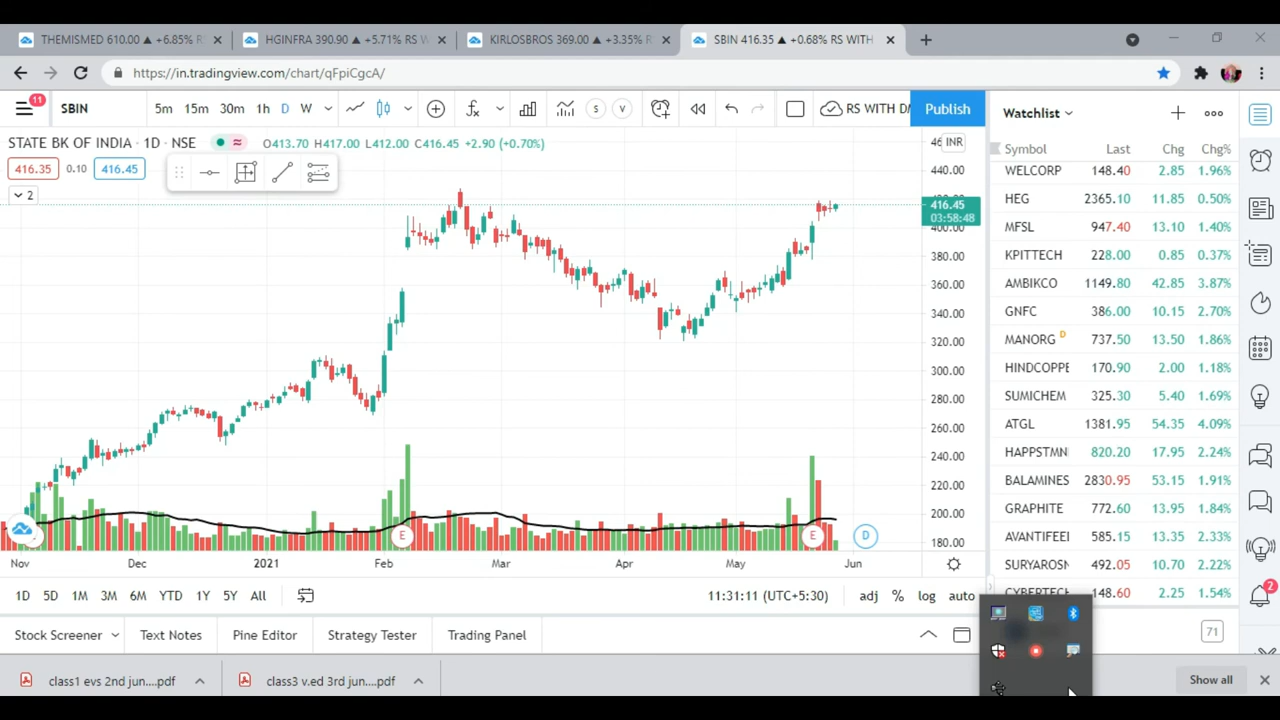 THEMISMED 610.00 ▲ +6.85% RS W
HGINFRA 390.90 ▲ +5.71% RS W
KIRLOSBROS 369.00 ▲ +3.35% R
SBIN 416.35 ▲ +0.68% RS WITH
https://in.tradingview.com/chart/qFpiCgcA/
11 SBIN 5m 15m 30m 1h D W S V RS WITH D Publish
Watchlist
STATE BK OF INDIA · 1D · NSE O413.70 H417.00 L412.00 C416.45 +2.90 (+0.70%)
INR
416.35 0.10 416.45
2
440.00
416.45
03:58:48
400.00
380.00
360.00
340.00
320.00
300.00
280.00
260.00
240.00
220.00
200.00
180.00
E E D
Nov Dec 2021 Feb Mar Apr May Jun
1D 5D 1M 3M 6M YTD 1Y 5Y All 11:31:11 (UTC+5:30) adj % log auto
Stock Screener Text Notes Pine Editor Strategy Tester Trading Panel
Symbol Last Chg Chg%
WELCORP 148.40 2.85 1.96%
HEG 2365.10 11.85 0.50%
MFSL 947.40 13.10 1.40%
KPITTECH 228.00 0.85 0.37%
AMBIKCO 1149.80 42.85 3.87%
GNFC 386.00 10.15 2.70%
MANORG D 737.50 13.50 1.86%
HINDCOPPE 170.90 2.00 1.18%
SUMICHEM 325.30 5.40 1.69%
ATGL 1381.95 54.35 4.09%
HAPPSTMN 820.20 17.95 2.24%
BALAMINES 2830.95 53.15 1.91%
GRAPHITE 772.60 13.95 1.84%
AVANTIFEE 585.15 13.35 2.33%
SURYAROSN 492.05 10.70 2.22%
CYBERTECH 148.60 2.25 1.54%
2
71
class1 evs 2nd jun....pdf
class3 v.ed 3rd jun....pdf
Show all